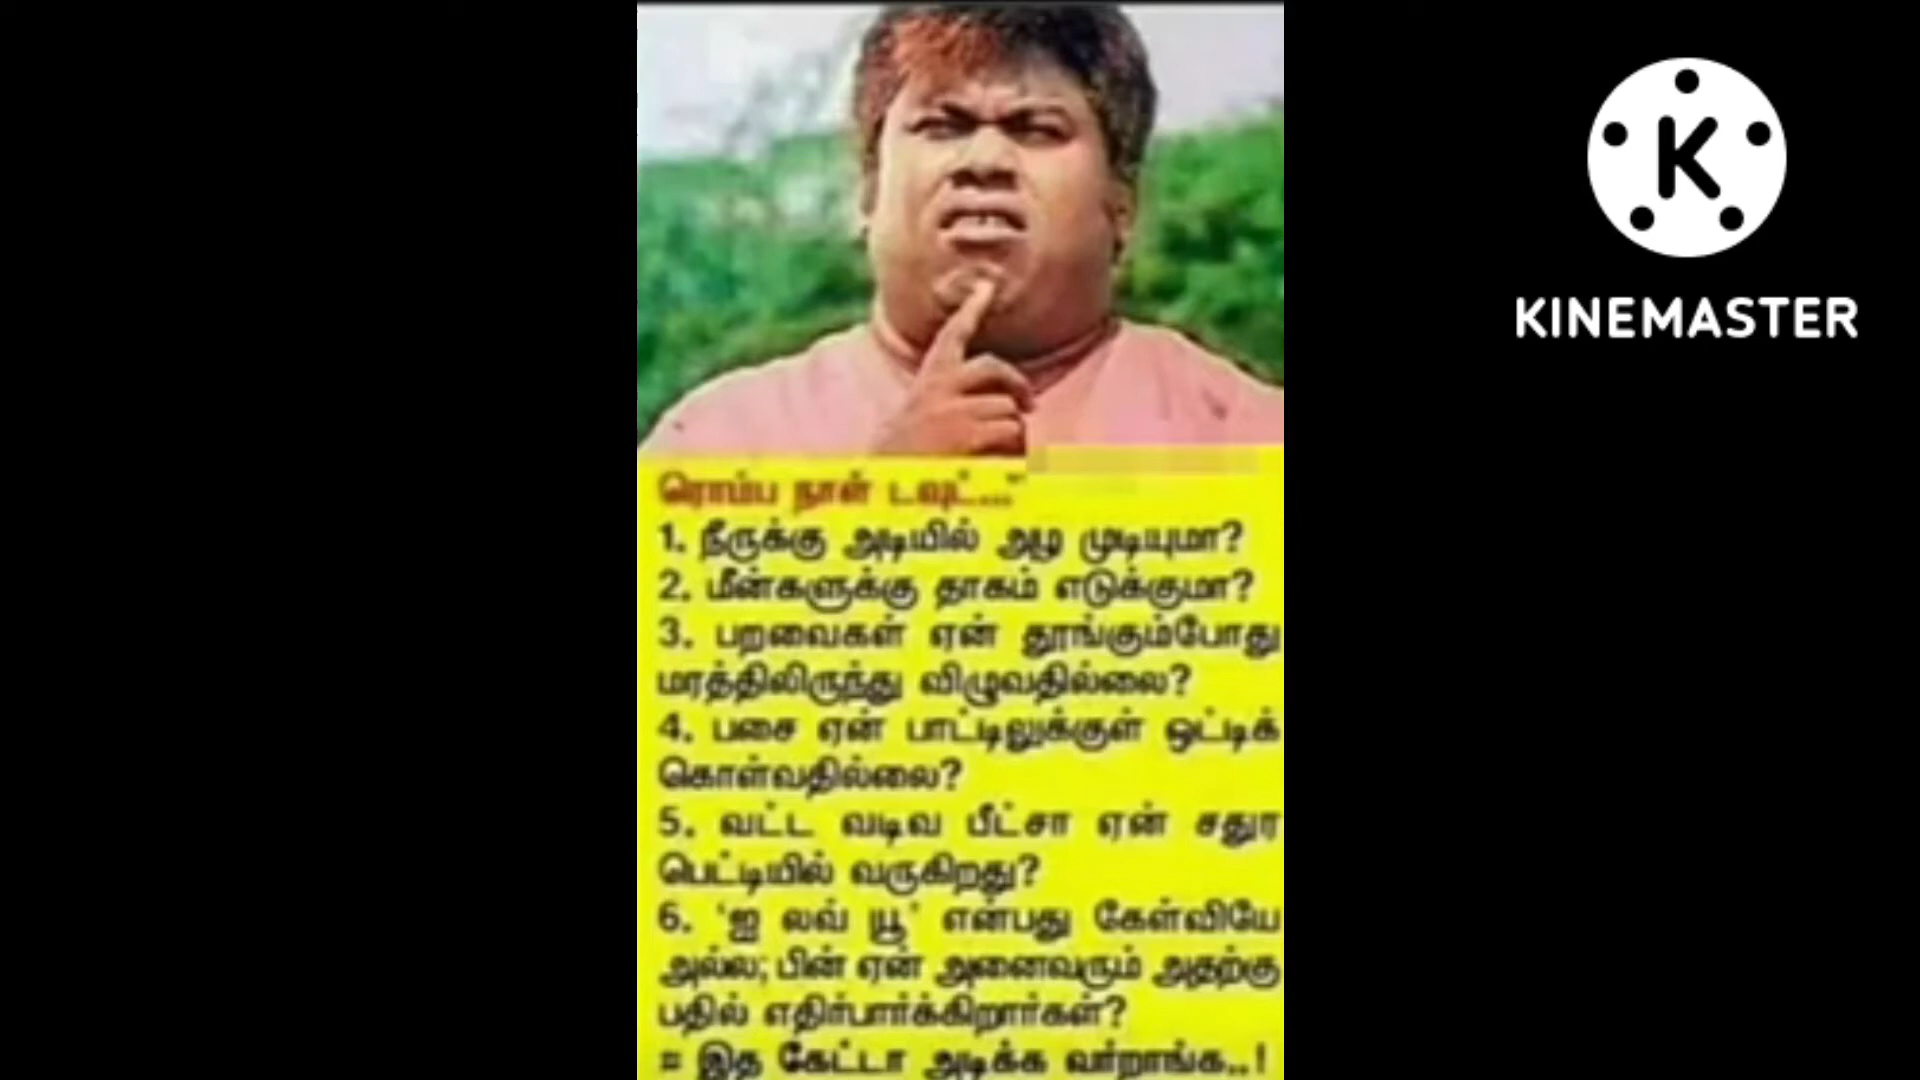 ரொம்ப நாள் டவுட்..."
1. நீருக்கு அடியில் அழ முடியுமா?
2. மீன்களுக்கு தாகம் எடுக்குமா?
3. பறவைகள் ஏன் தூங்கும்போது
மரத்திலிருந்து விழுவதில்லை?
4. பசை ஏன் பாட்டிலுக்குள் ஒட்டிக்
கொள்வதில்லை?
5. வட்ட வடிவ பீட்சா ஏன் சதுர
பெட்டியில் வருகிறது?
6. 'ஐ லவ் யூ' என்பது கேள்வியே
அல்ல; பின் ஏன் அனைவரும் அதற்கு
பதில் எதிர்பார்க்கிறார்கள்?
= இத கேட்டா அடிக்க வர்றாங்க..!
K
KINEMASTER